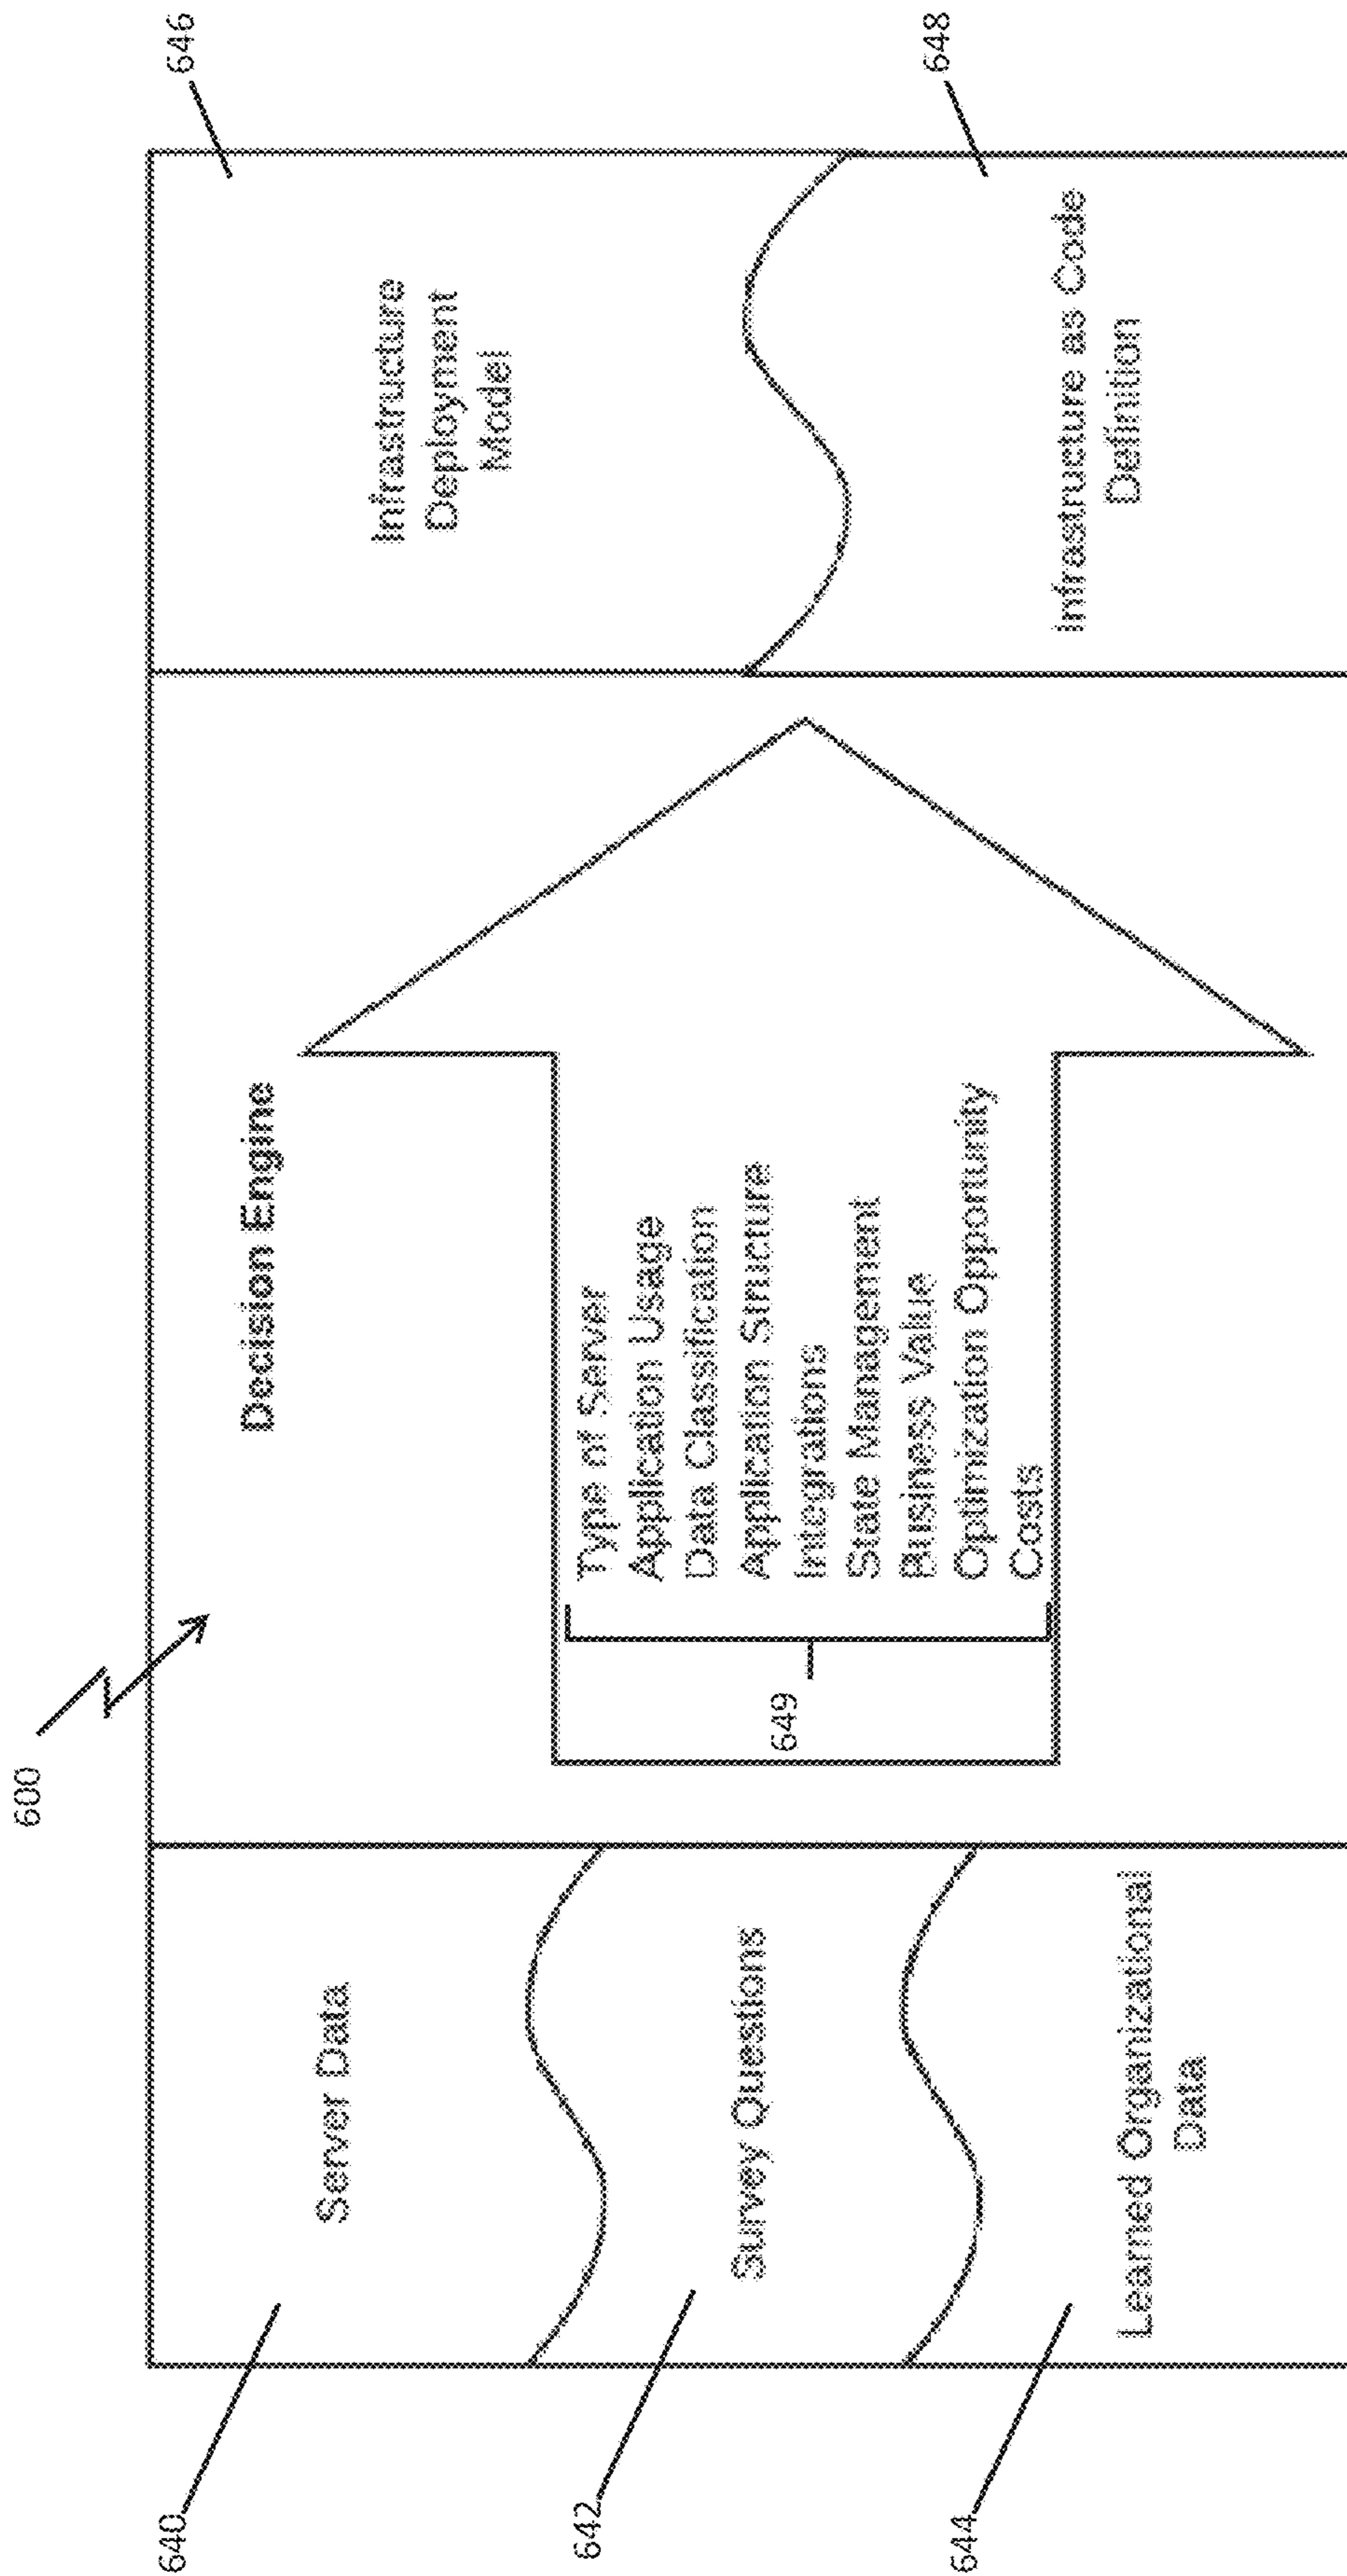 600
Decision Engine
640
Server Data
642
Survey Questions
644
Learned Organizational
Data
649
Type of Server
Application Usage
Data Classification
Application Structure
Integrations
State Management
Business Value
Optimization Opportunity
Costs
646
Infrastructure
Deployment
Model
648
Infrastructure as Code
Definition